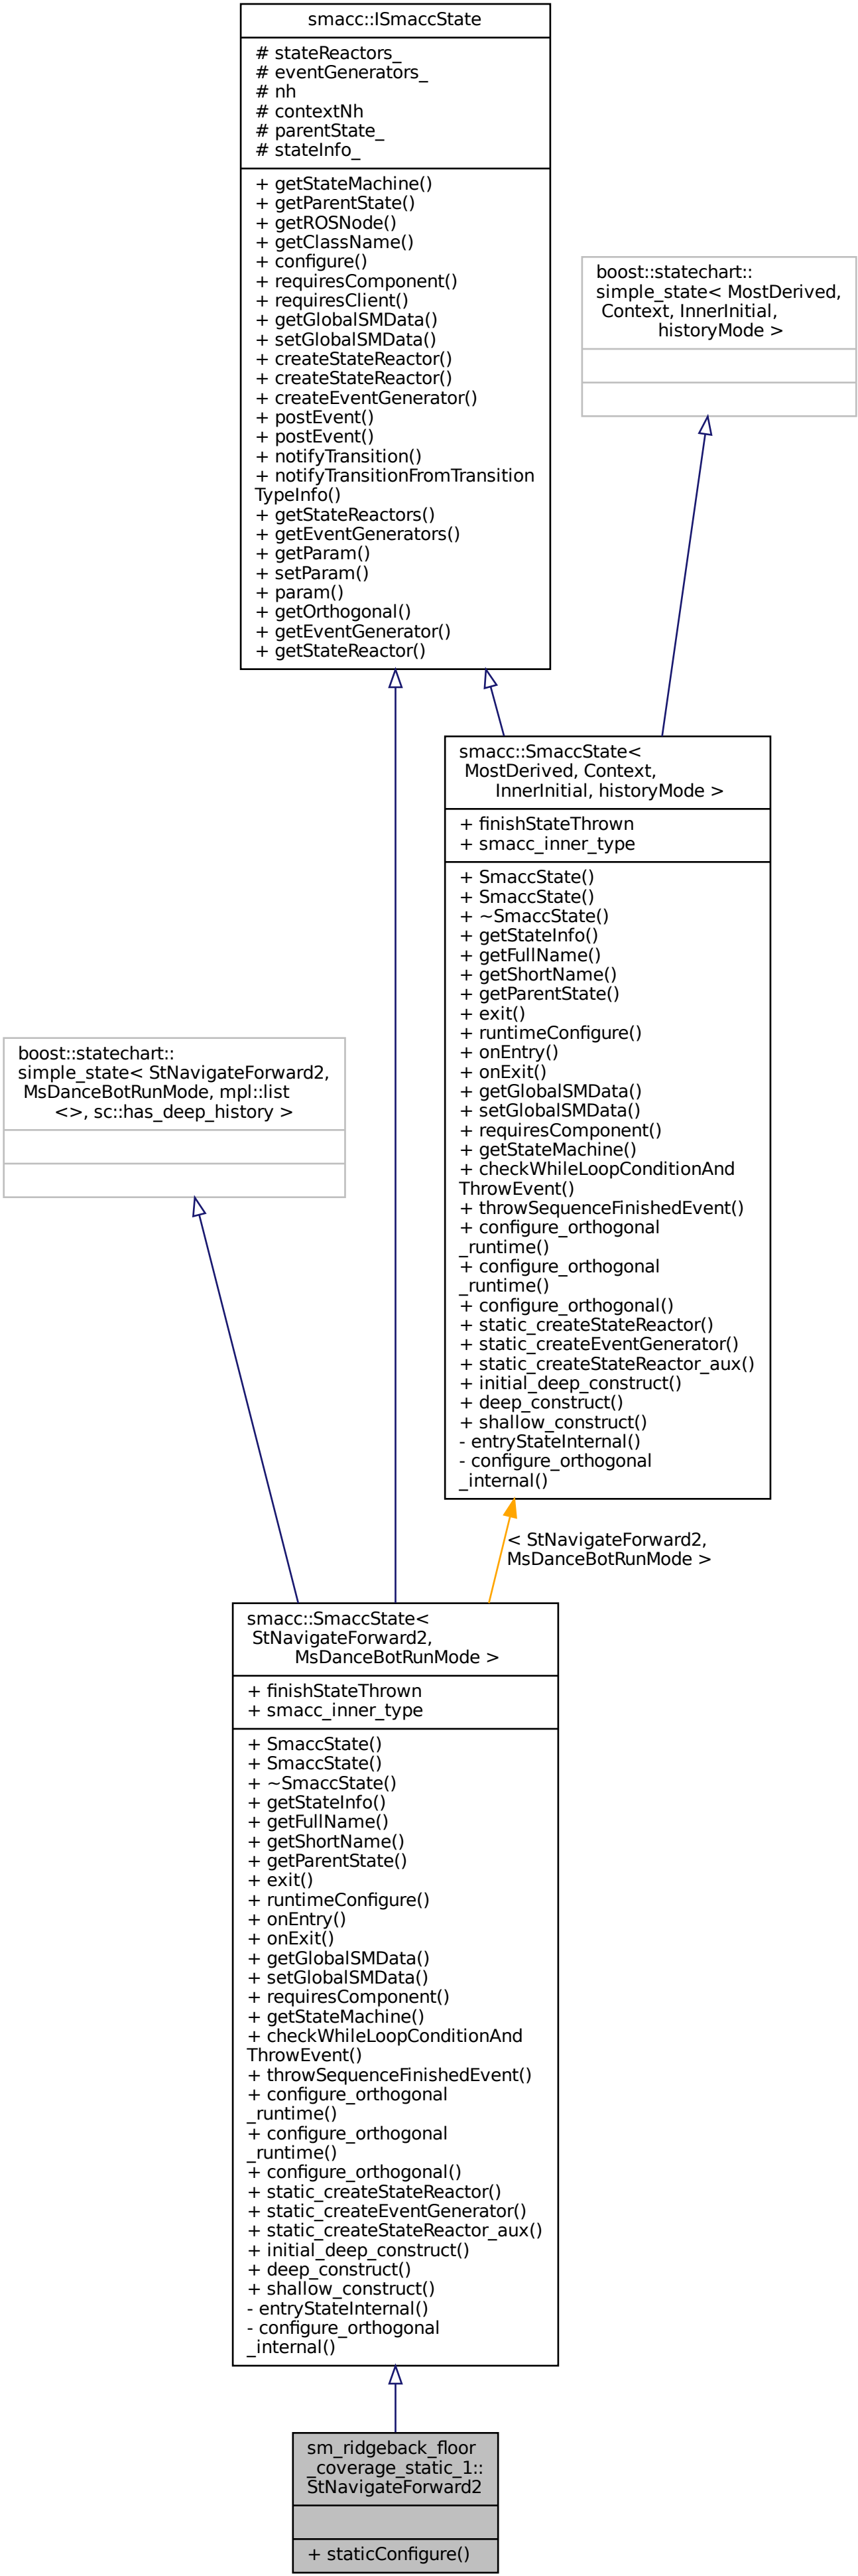 smacc::ISmaccState
# stateReactors_
# eventGenerators_
# nh
# contextNh
# parentState_
# stateInfo_
+ getStateMachine()
+ getParentState()
+ getROSNode()
+ getClassName()
+ configure()
+ requiresComponent()
+ requiresClient()
+ getGlobalSMData()
+ setGlobalSMData()
+ createStateReactor()
+ createStateReactor()
+ createEventGenerator()
+ postEvent()
+ postEvent()
+ notifyTransition()
+ notifyTransitionFromTransition
TypeInfo()
+ getStateReactors()
+ getEventGenerators()
+ getParam()
+ setParam()
+ param()
+ getOrthogonal()
+ getEventGenerator()
+ getStateReactor()
boost::statechart::
simple_state< MostDerived,
Context, InnerInitial,
historyMode >
smacc::SmaccState<
MostDerived, Context,
InnerInitial, historyMode >
+ finishStateThrown
+ smacc_inner_type
+ SmaccState()
+ SmaccState()
+ ~SmaccState()
+ getStateInfo()
+ getFullName()
+ getShortName()
+ getParentState()
+ exit()
+ runtimeConfigure()
+ onEntry()
+ onExit()
+ getGlobalSMData()
+ setGlobalSMData()
+ requiresComponent()
+ getStateMachine()
+ checkWhileLoopConditionAnd
ThrowEvent()
+ throwSequenceFinishedEvent()
+ configure_orthogonal
_runtime()
+ configure_orthogonal
_runtime()
+ configure_orthogonal()
+ static_createStateReactor()
+ static_createEventGenerator()
+ static_createStateReactor_aux()
+ initial_deep_construct()
+ deep_construct()
+ shallow_construct()
- entryStateInternal()
- configure_orthogonal
_internal()
boost::statechart::
simple_state< StNavigateForward2,
MsDanceBotRunMode, mpl::list
<>, sc::has_deep_history >
< StNavigateForward2,
MsDanceBotRunMode >
smacc::SmaccState<
StNavigateForward2,
MsDanceBotRunMode >
+ finishStateThrown
+ smacc_inner_type
+ SmaccState()
+ SmaccState()
+ ~SmaccState()
+ getStateInfo()
+ getFullName()
+ getShortName()
+ getParentState()
+ exit()
+ runtimeConfigure()
+ onEntry()
+ onExit()
+ getGlobalSMData()
+ setGlobalSMData()
+ requiresComponent()
+ getStateMachine()
+ checkWhileLoopConditionAnd
ThrowEvent()
+ throwSequenceFinishedEvent()
+ configure_orthogonal
_runtime()
+ configure_orthogonal
_runtime()
+ configure_orthogonal()
+ static_createStateReactor()
+ static_createEventGenerator()
+ static_createStateReactor_aux()
+ initial_deep_construct()
+ deep_construct()
+ shallow_construct()
- entryStateInternal()
- configure_orthogonal
_internal()
sm_ridgeback_floor
_coverage_static_1::
StNavigateForward2
+ staticConfigure()